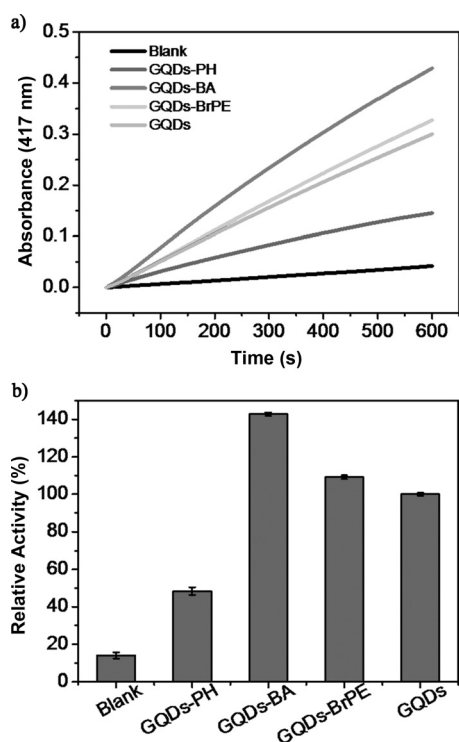 a)
Blank
GQDs-PH
GQDs-BA
GQDs-BrPE
GQDs
Absorbance (417 nm)
0.4
0.3
0.2
0.1
0.0
0 100 200 300 400 500 600
Time (s)
b)
Relative Activity (%)
140
120
100
80
60
40
20
0
Blank GQDs-PH GQDs-BA GQDs-BrPE GQDs